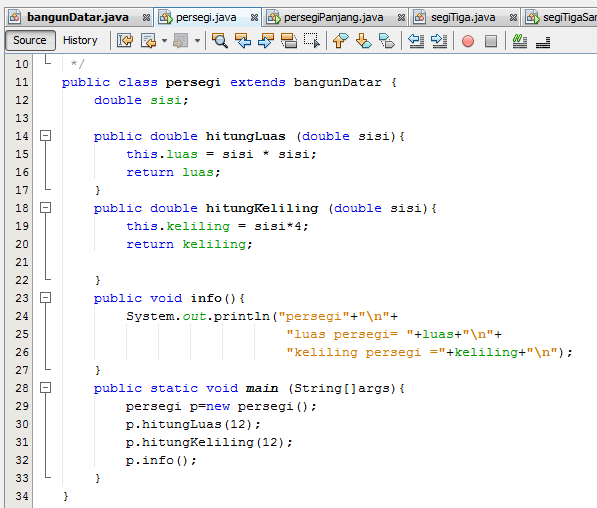 bangunDatar.java persegi.java persegiPanjang.java segiTiga.java segiTigaSa
Source History
10 */
11 public class persegi extends bangunDatar {
12 double sisi;
13
14 public double hitungLuas (double sisi){
15 this.luas = sisi * sisi;
16 return luas;
17 }
18 public double hitungKeliling (double sisi){
19 this.keliling = sisi*4;
20 return keliling;
21
22 }
23 public void info(){
24 System.out.println("persegi"+"\n"+
25 "luas persegi= "+luas+"\n"+
26 "keliling persegi ="+keliling+"\n");
27 }
28 public static void main (String[]args){
29 persegi p=new persegi();
30 p.hitungLuas(12);
31 p.hitungKeliling(12);
32 p.info();
33 }
34 }